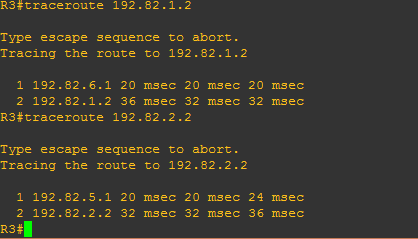 R3#traceroute 192.82.1.2
Type escape sequence to abort.
Tracing the route to 192.82.1.2
1 192.82.6.1 20 msec 20 msec 20 msec
2 192.82.1.2 36 msec 32 msec 32 msec
R3#traceroute 192.82.2.2
Type escape sequence to abort.
Tracing the route to 192.82.2.2
1 192.82.5.1 20 msec 20 msec 24 msec
2 192.82.2.2 32 msec 32 msec 36 msec
R3#